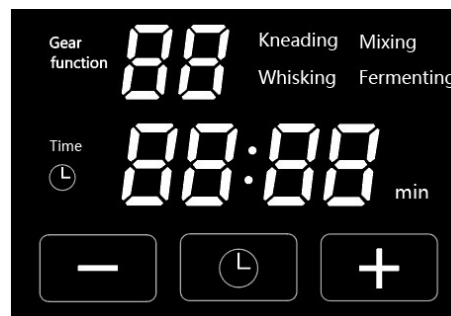 Gear
function
88
Kneading Mixing
Whisking Fermenting
Time
88:88
min